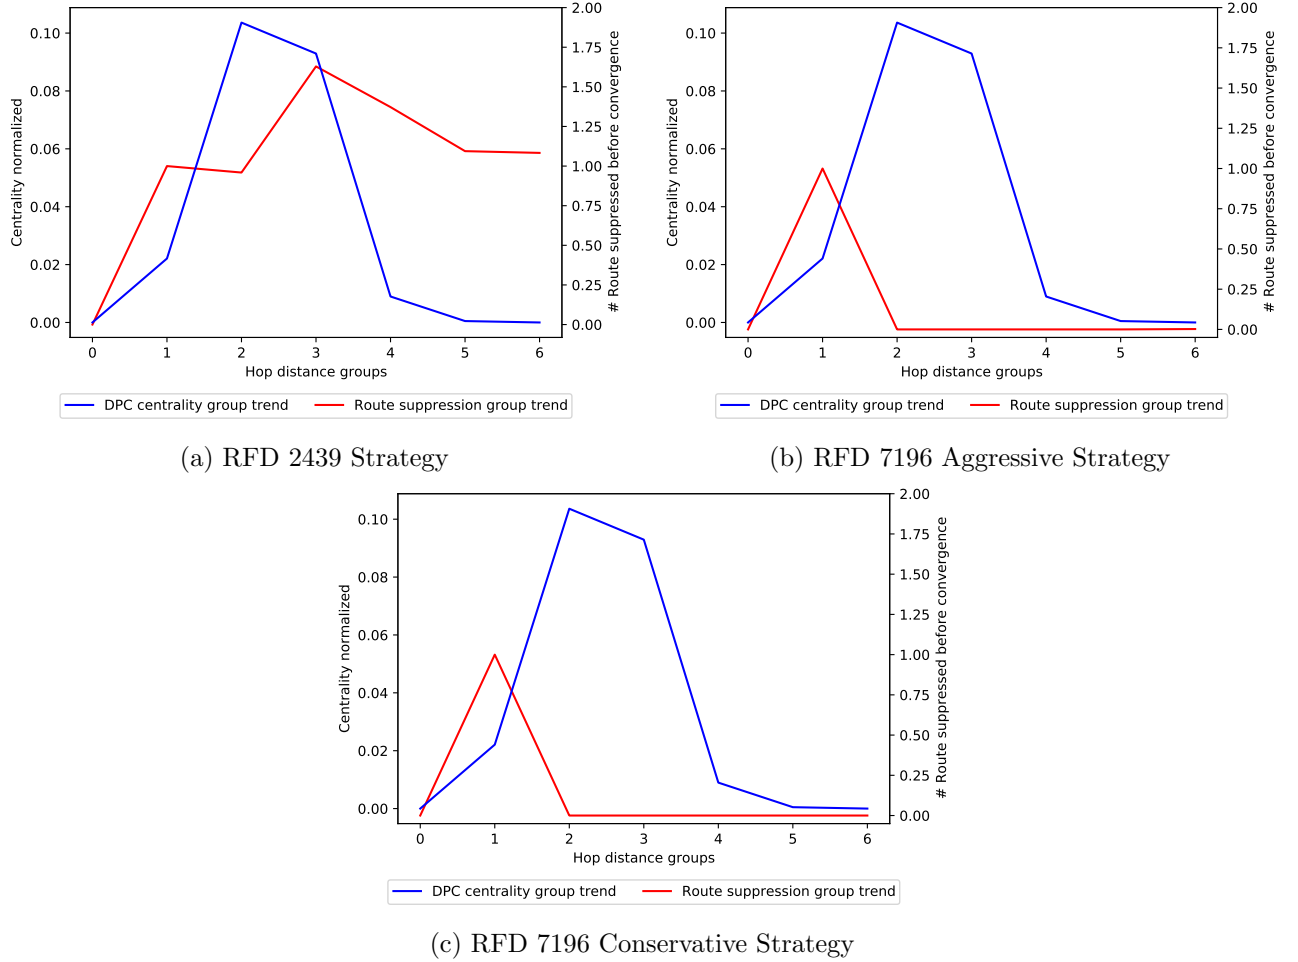 2.00
0.10
1.75
0.08
1.50
1.25
0.06
1.00
0.04
0.75
0.50
0.02
0.25
0.00
0.00
Centrality normalized
# Route suppressed before convergence
0 1 2 3 4 5 6
Hop distance groups
DPC centrality group trend Route suppression group trend
(a) RFD 2439 Strategy
2.00
0.10
1.75
0.08
1.50
1.25
0.06
1.00
0.04
0.75
0.50
0.02
0.25
0.00
0.00
Centrality normalized
# Route suppressed before convergence
0 1 2 3 4 5 6
Hop distance groups
DPC centrality group trend Route suppression group trend
(b) RFD 7196 Aggressive Strategy
2.00
0.10
1.75
0.08
1.50
1.25
0.06
1.00
0.04
0.75
0.50
0.02
0.25
0.00
0.00
Centrality normalized
# Route suppressed before convergence
0 1 2 3 4 5 6
Hop distance groups
DPC centrality group trend Route suppression group trend
(c) RFD 7196 Conservative Strategy